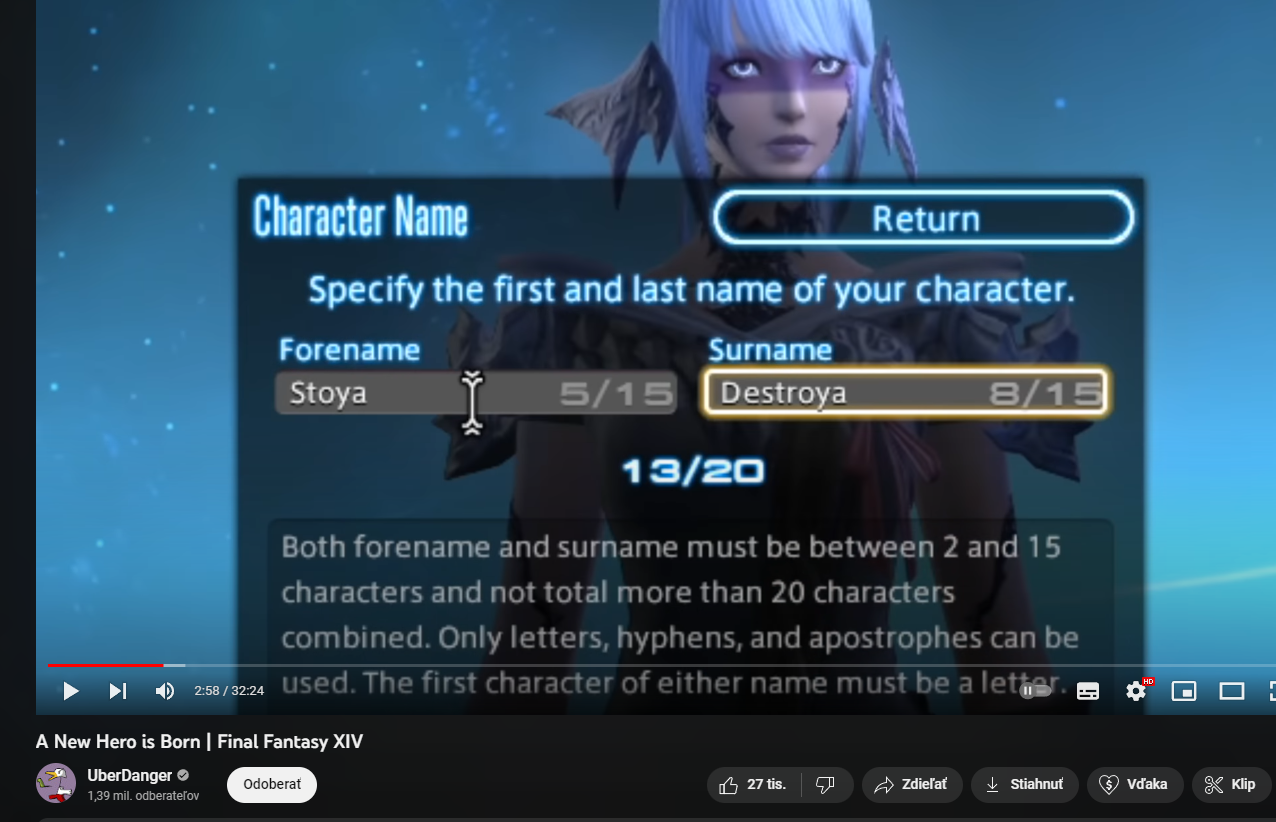 Character Name
Return
Specify the first and last name of your character.
Forename
Surname
Stoya 5/15
Destroya 8/15
13/20
Both forename and surname must be between 2 and 15
characters and not total more than 20 characters
combined. Only letters, hyphens, and apostrophes can be
used. The first character of either name must be a letter.
2:58 / 32:24
HD
A New Hero is Born | Final Fantasy XIV
UberDanger
1,39 mil. odberateľov
Odoberať
27 tis.
Zdieľať
Stiahnuť
Vďaka
Klip